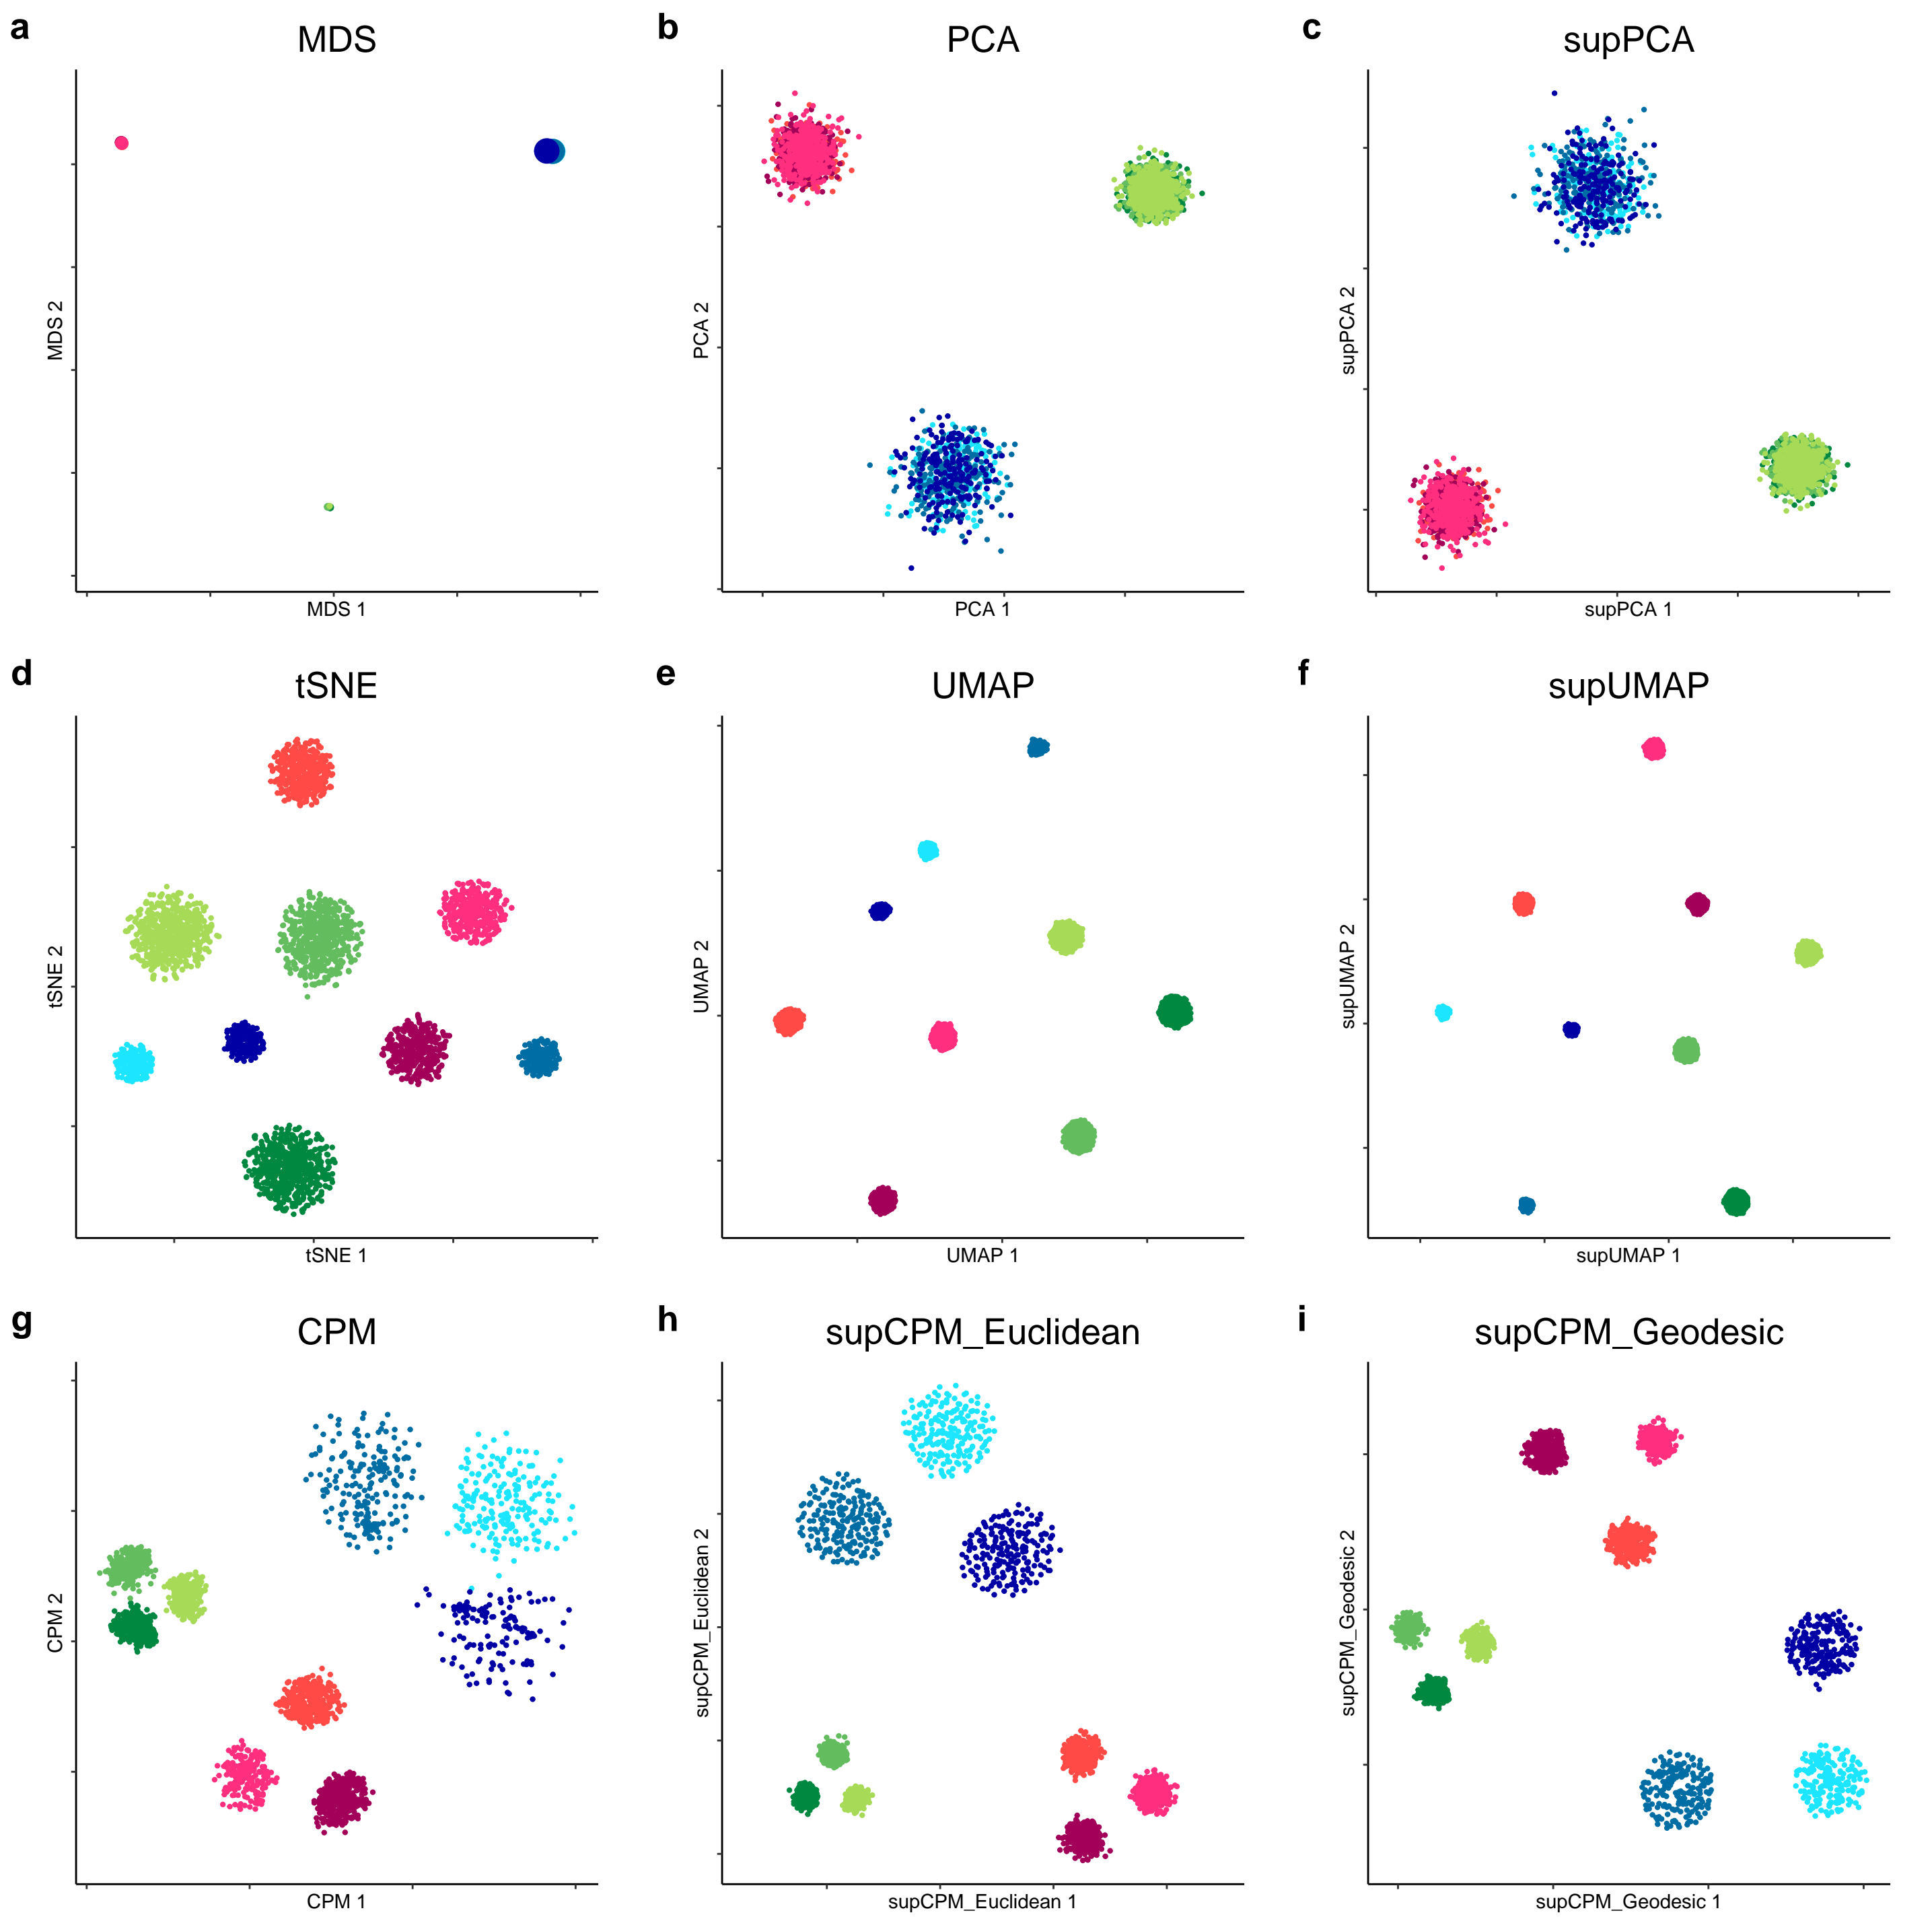 a
MDS
MDS 2
MDS 1
b
PCA
PCA 2
PCA 1
c
supPCA
supPCA 2
supPCA 1
d
tSNE
tSNE 2
tSNE 1
e
UMAP
UMAP 2
UMAP 1
f
supUMAP
supUMAP 2
supUMAP 1
g
CPM
CPM 2
CPM 1
h
supCPM_Euclidean
supCPM_Euclidean 2
supCPM_Euclidean 1
i
supCPM_Geodesic
supCPM_Geodesic 2
supCPM_Geodesic 1